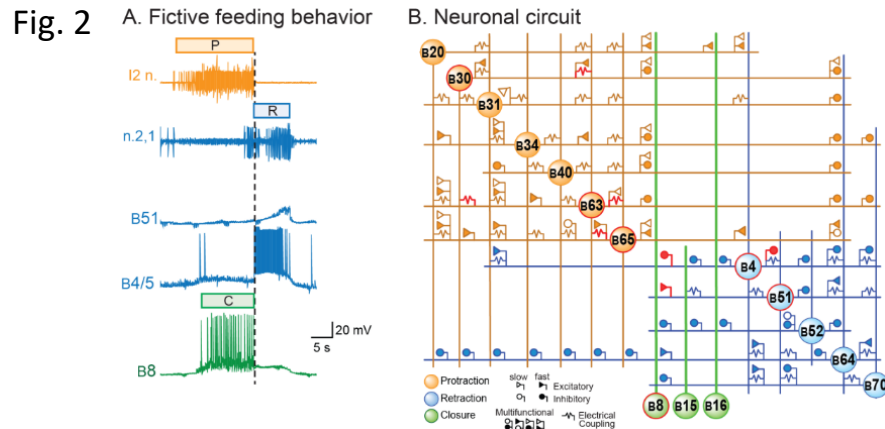 Fig. 2
A. Fictive feeding behavior
B. Neuronal circuit
P
I2 n.
R
n.2,1
B51
B4/5
C
20 mV
5 s
B8
B20
B30
B31
B34
B40
B63
B65
B4
B51
B52
B64
B70
B8 B15 B16
Protraction
Retraction
Closure
slow fast
Excitatory
Inhibitory
Multifunctional
Electrical
Coupling